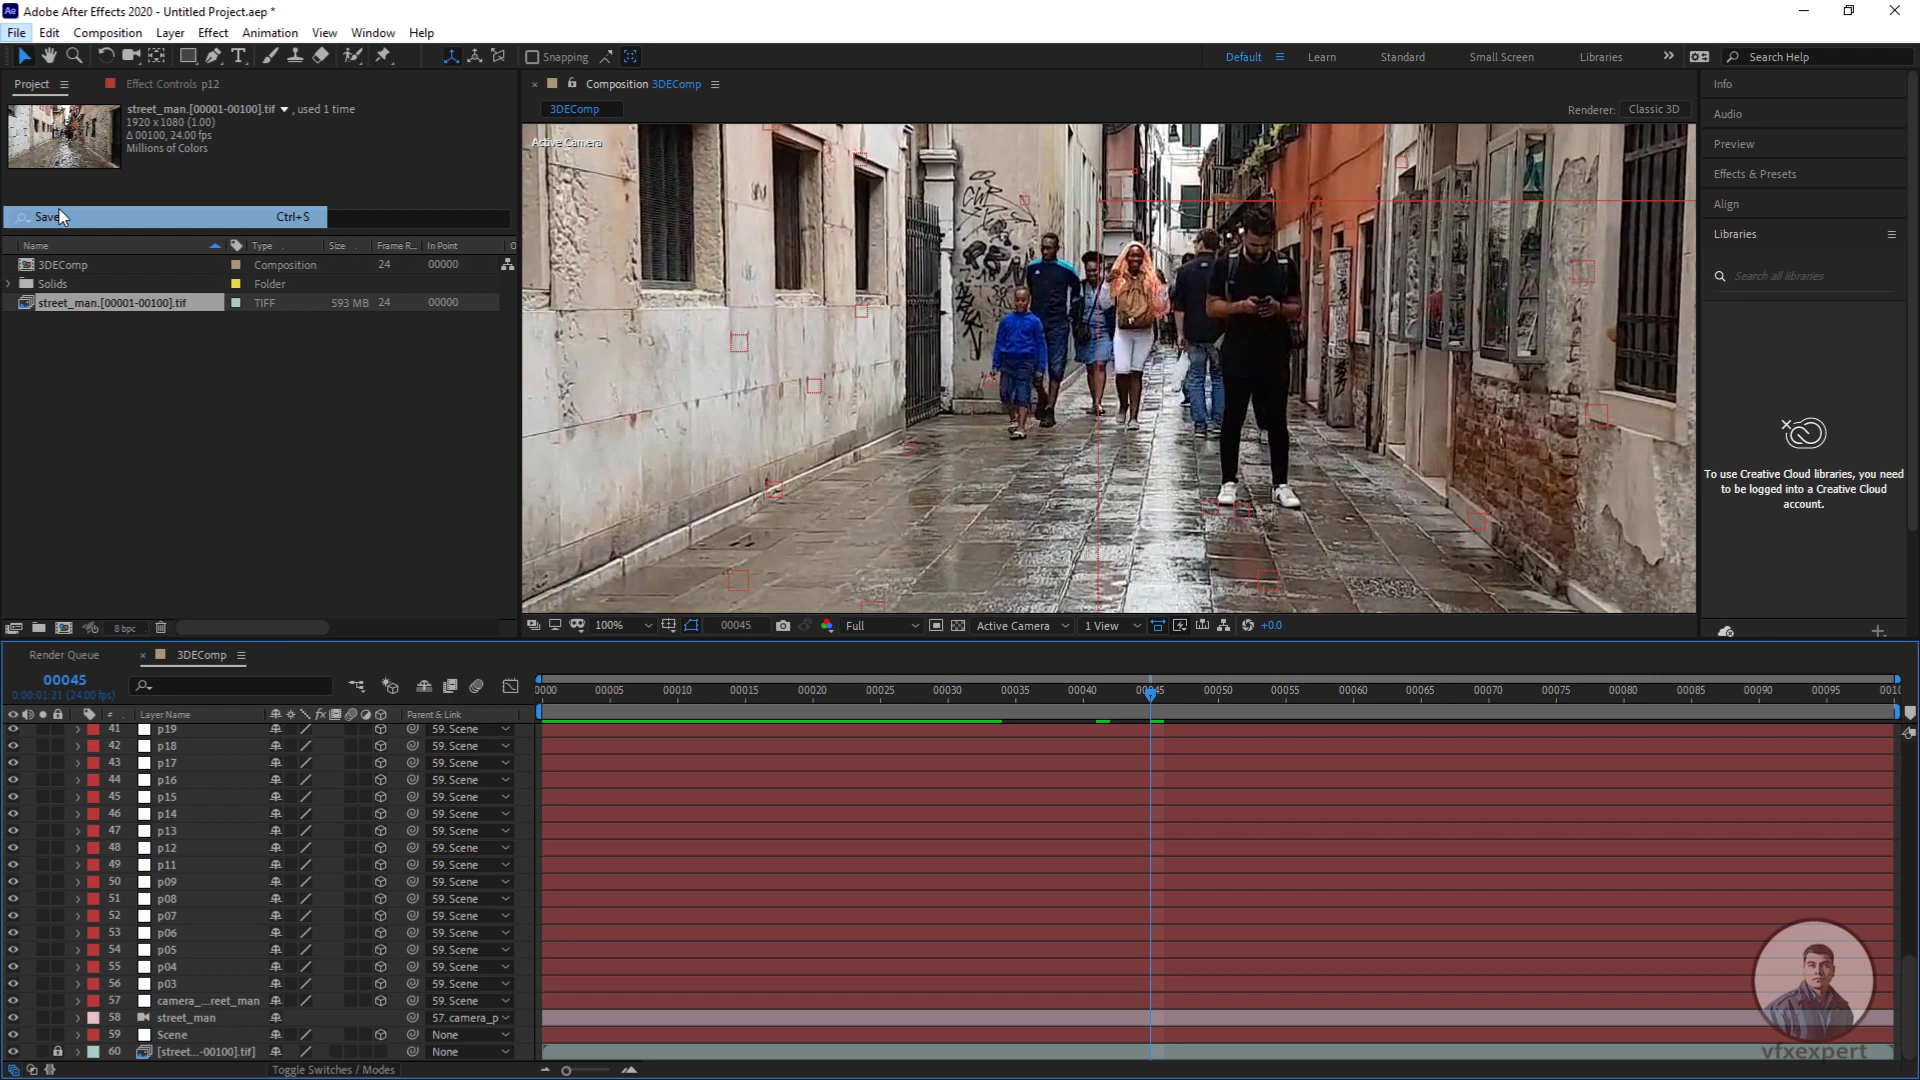 Adobe After Effects 2020 - Untitled Project.aep *
File Edit Composition Layer Effect Animation View Window Help
Snapping
Default Learn Standard Small Screen Libraries Search Help
Project Effect Controls p12
street_man.[00001-00100].tif , used 1 time
1920 x 1080 (1.00)
Δ 00100, 24.00 fps
Millions of Colors
Save Ctrl+S
Name Type Size Frame R... In Point
3DEComp Composition 24 00000
Solids Folder
street_man.[00001-00100].tif TIFF 593 MB 24 00000
8 bpc
Composition 3DEComp
3DEComp
Renderer: Classic 3D
Active Camera
100% 00045 Full Active Camera 1 View +0.0
Info
Audio
Preview
Effects & Presets
Align
Libraries
Search all libraries
To use Creative Cloud libraries, you need
to be logged into a Creative Cloud
account.
Render Queue 3DEComp
00045
0:00:01:21 (24.00 fps)
0000 00005 00010 00015 00020 00025 00030 00035 00040 00045 00050 00055 00060 00065 00070 00075 00080 00085 00090 00095 0010
# Layer Name Parent & Link
41 p19 59. Scene
42 p18 59. Scene
43 p17 59. Scene
44 p16 59. Scene
45 p15 59. Scene
46 p14 59. Scene
47 p13 59. Scene
48 p12 59. Scene
49 p11 59. Scene
50 p09 59. Scene
51 p08 59. Scene
52 p07 59. Scene
53 p06 59. Scene
54 p05 59. Scene
55 p04 59. Scene
56 p03 59. Scene
57 camera_...reet_man 59. Scene
58 street_man 57. camera_p
59 Scene None
60 [street...-00100].tif] None
Toggle Switches / Modes
vfxexpert